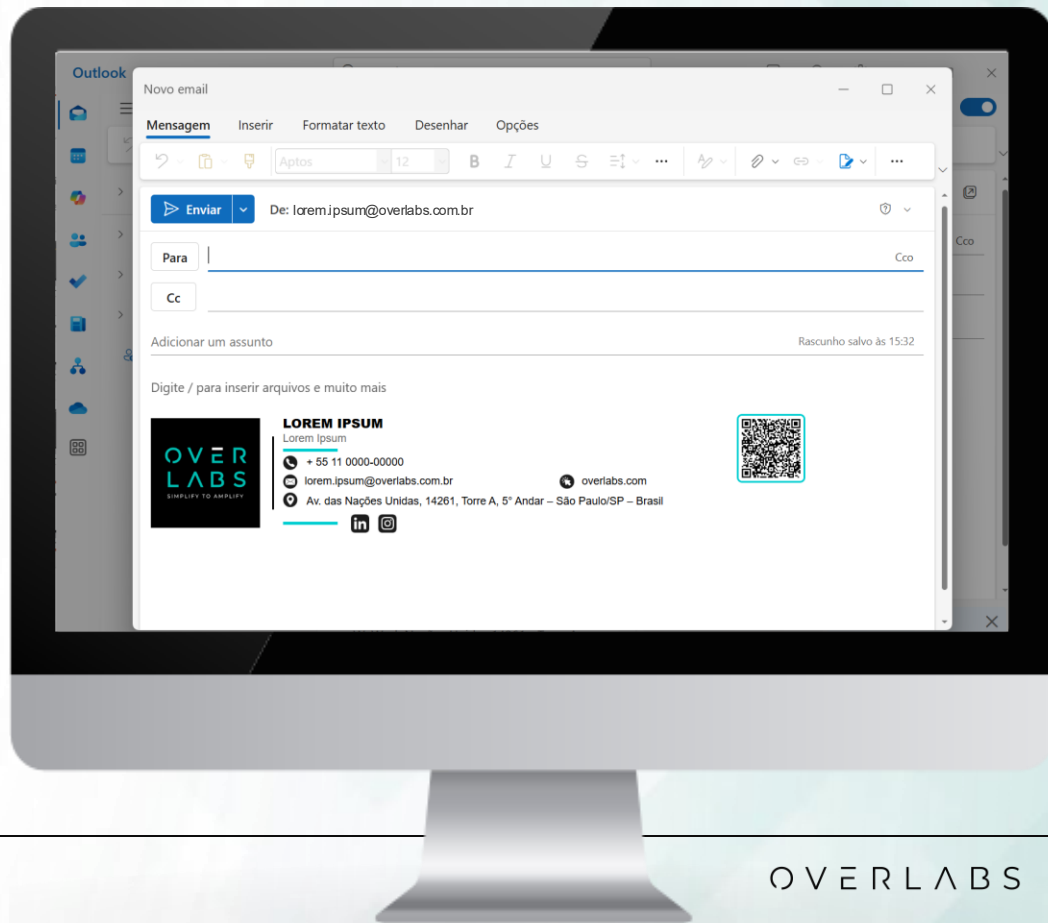 Outlook
Novo email
Mensagem Inserir Formatar texto Desenhar Opções
Aptos 12 B I U S
Enviar De: lorem.ipsum@overlabs.com.br
Para Cco
Cco
Cc
Adicionar um assunto Rascunho salvo às 15:32
Digite / para inserir arquivos e muito mais
OVER
LABS
SIMPLIFY TO AMPLIFY
LOREM IPSUM
Lorem Ipsum
+ 55 11 0000-00000
lorem.ipsum@overlabs.com.br overlabs.com
Av. das Nações Unidas, 14261, Torre A, 5° Andar – São Paulo/SP – Brasil
in
OVERLABS